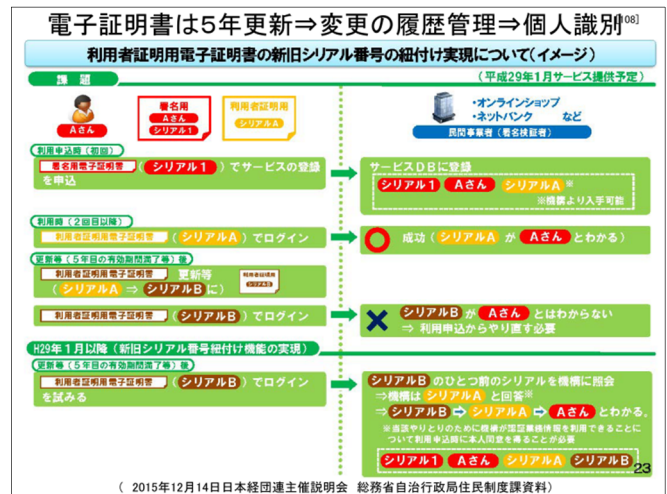 電子証明書は５年更新⇒変更の履歴管理⇒個人識別[108]
利用者証明用電子証明書の新旧シリアル番号の紐付け実現について（イメージ）
課 題
（平成29年１月サービス提供予定）
Aさん
署名用
Aさん
シリアル1
利用者証明用
シリアルA
・オンラインショップ
・ネットバンク　　など
民間事業者（署名検証者）
利用申込時（初回）
署名用電子証明書（シリアル1）でサービスの登録
を申込
サービスＤＢに登録
シリアル1 Aさん シリアルA※
※機構より入手可能
利用時（２回目以降）
利用者証明用電子証明書（シリアルA）でログイン
成功（シリアルA が Aさん とわかる）
更新等（５年目の有効期間満了等）後
利用者証明用電子証明書 更新等
（シリアルA ⇒ シリアルB に）
利用者証明用
シリアルB
利用者証明用電子証明書（シリアルB）でログイン
シリアルB が Aさん とはわからない
⇒ 利用申込からやり直す必要
H29年１月以降（新旧シリアル番号紐付け機能の実現）
更新等（５年目の有効期間満了等）後
利用者証明用電子証明書（シリアルB）でログイン
を試みる
シリアルB のひとつ前のシリアルを機構に照会
⇒機構は シリアルA と回答※
⇒ シリアルB ⇒ シリアルA ⇒ Aさん とわかる。
※当該やりとりのために機構が認証業務情報を利用できることに
ついて利用申込時に本人同意を得ることが必要
シリアル1 Aさん シリアルA シリアルB
23
（ 2015年12月14日日本経団連主催説明会　総務省自治行政局住民制度課資料）